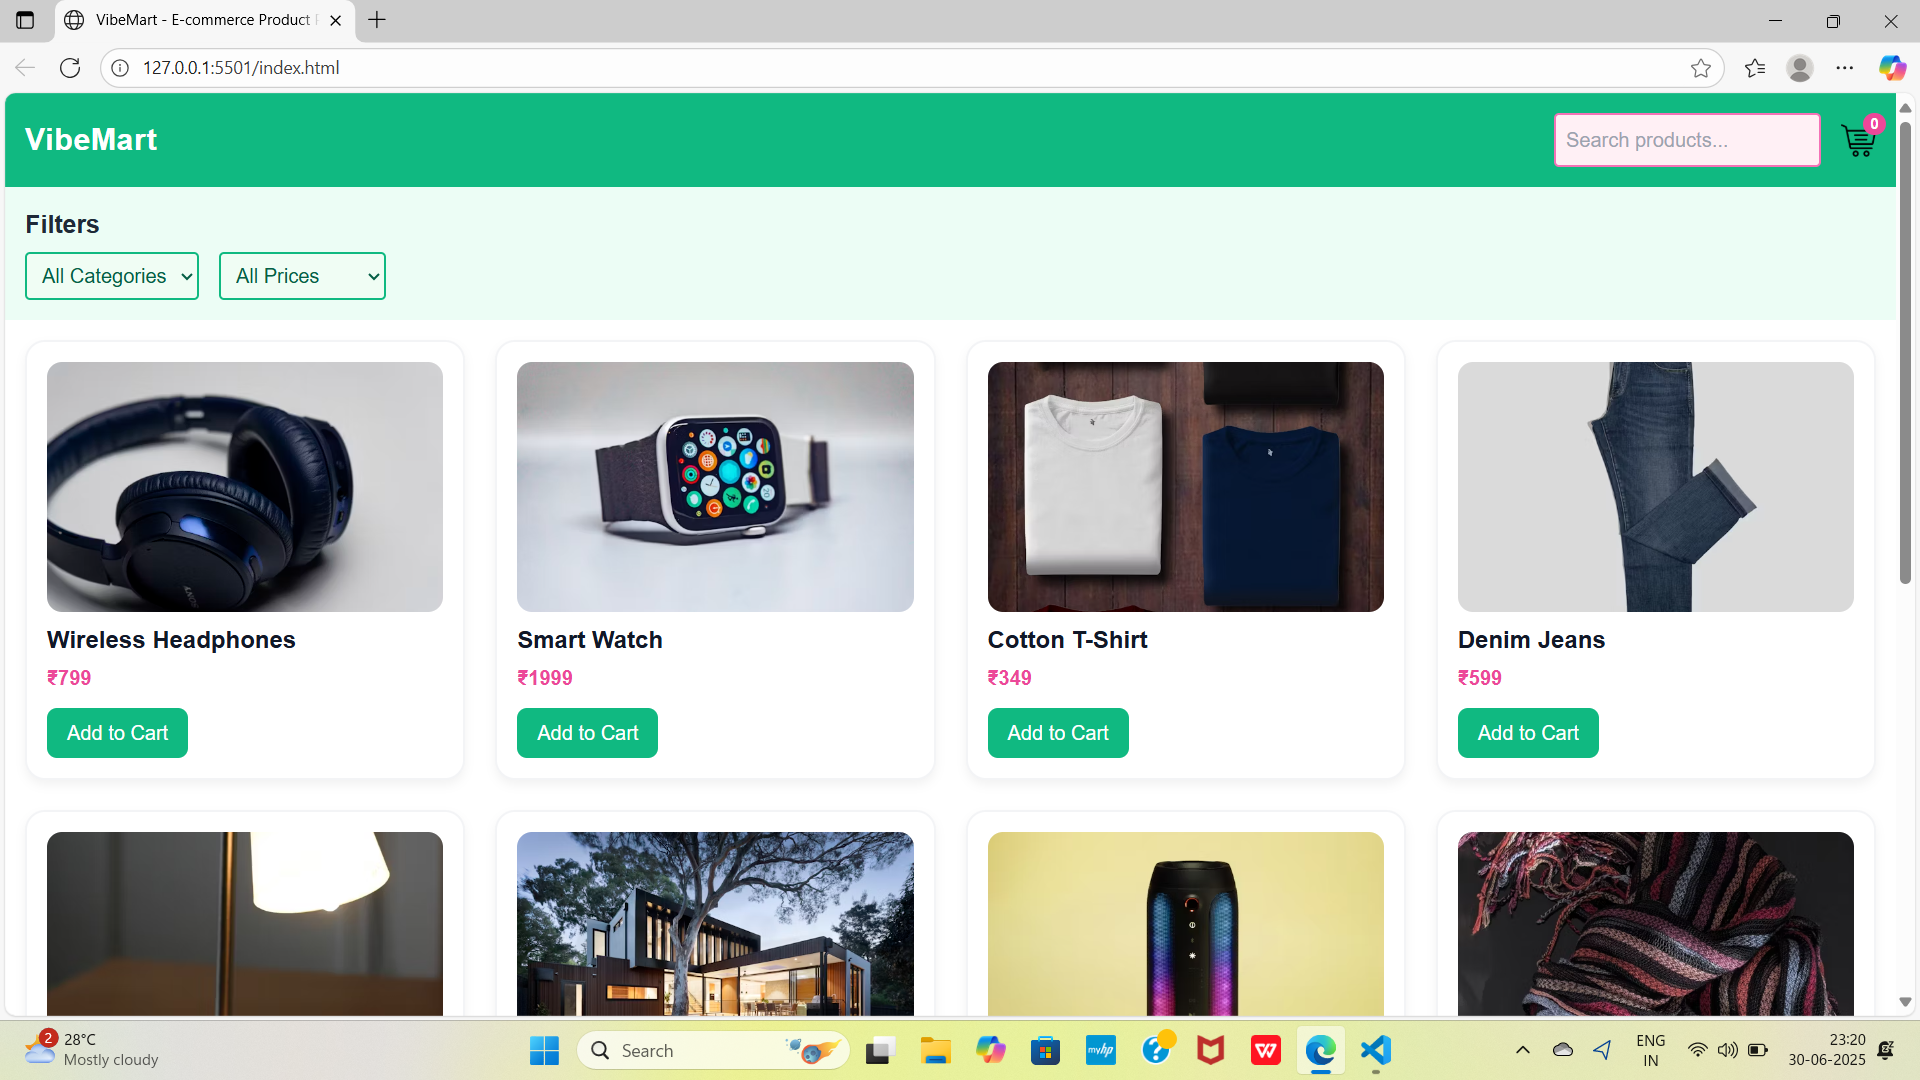 VibeMart - E-commerce Product
127.0.0.1:5501/index.html
VibeMart
Search products...
0
Filters
All Categories
All Prices
Wireless Headphones
₹799
Add to Cart
Smart Watch
₹1999
Add to Cart
Cotton T-Shirt
₹349
Add to Cart
Denim Jeans
₹599
Add to Cart
SONY
2
28°C
Mostly cloudy
Search
myhp
ENG
IN
23:20
30-06-2025